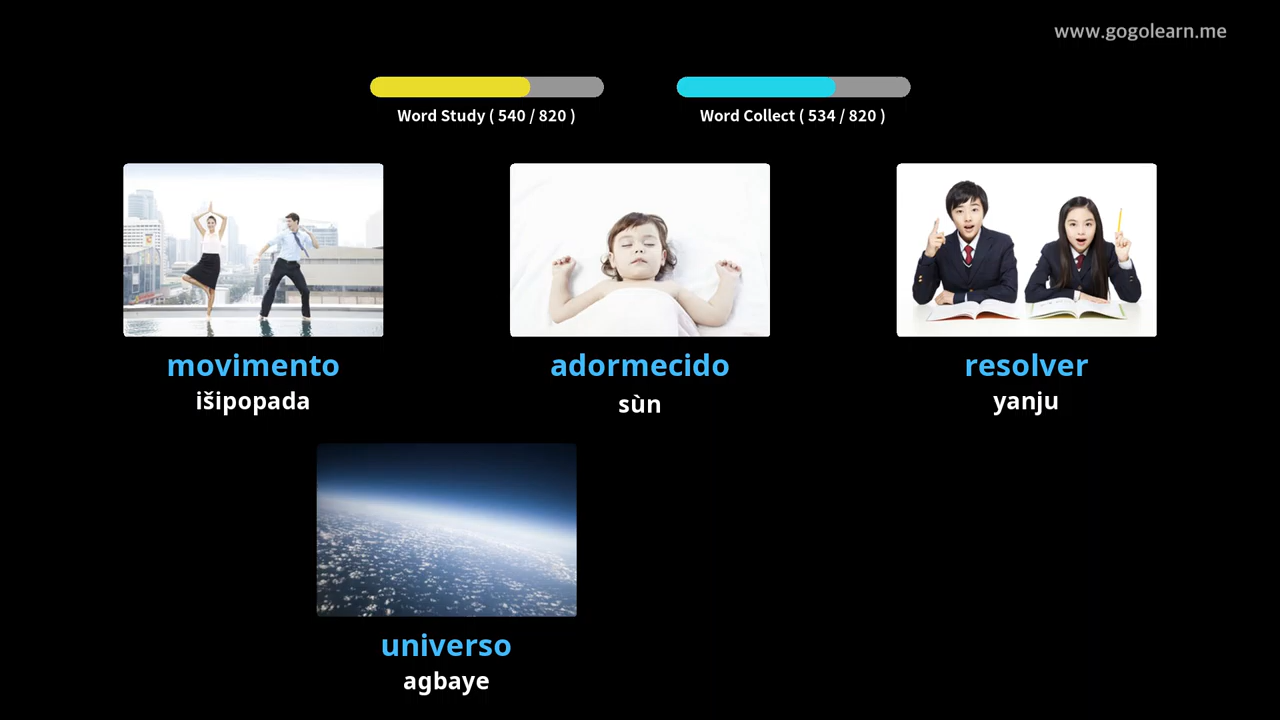 www.gogolearn.me
Word Study ( 540 / 820 )
Word Collect ( 534 / 820 )
movimento
išipopada
adormecido
sùn
resolver
yanju
universo
agbaye